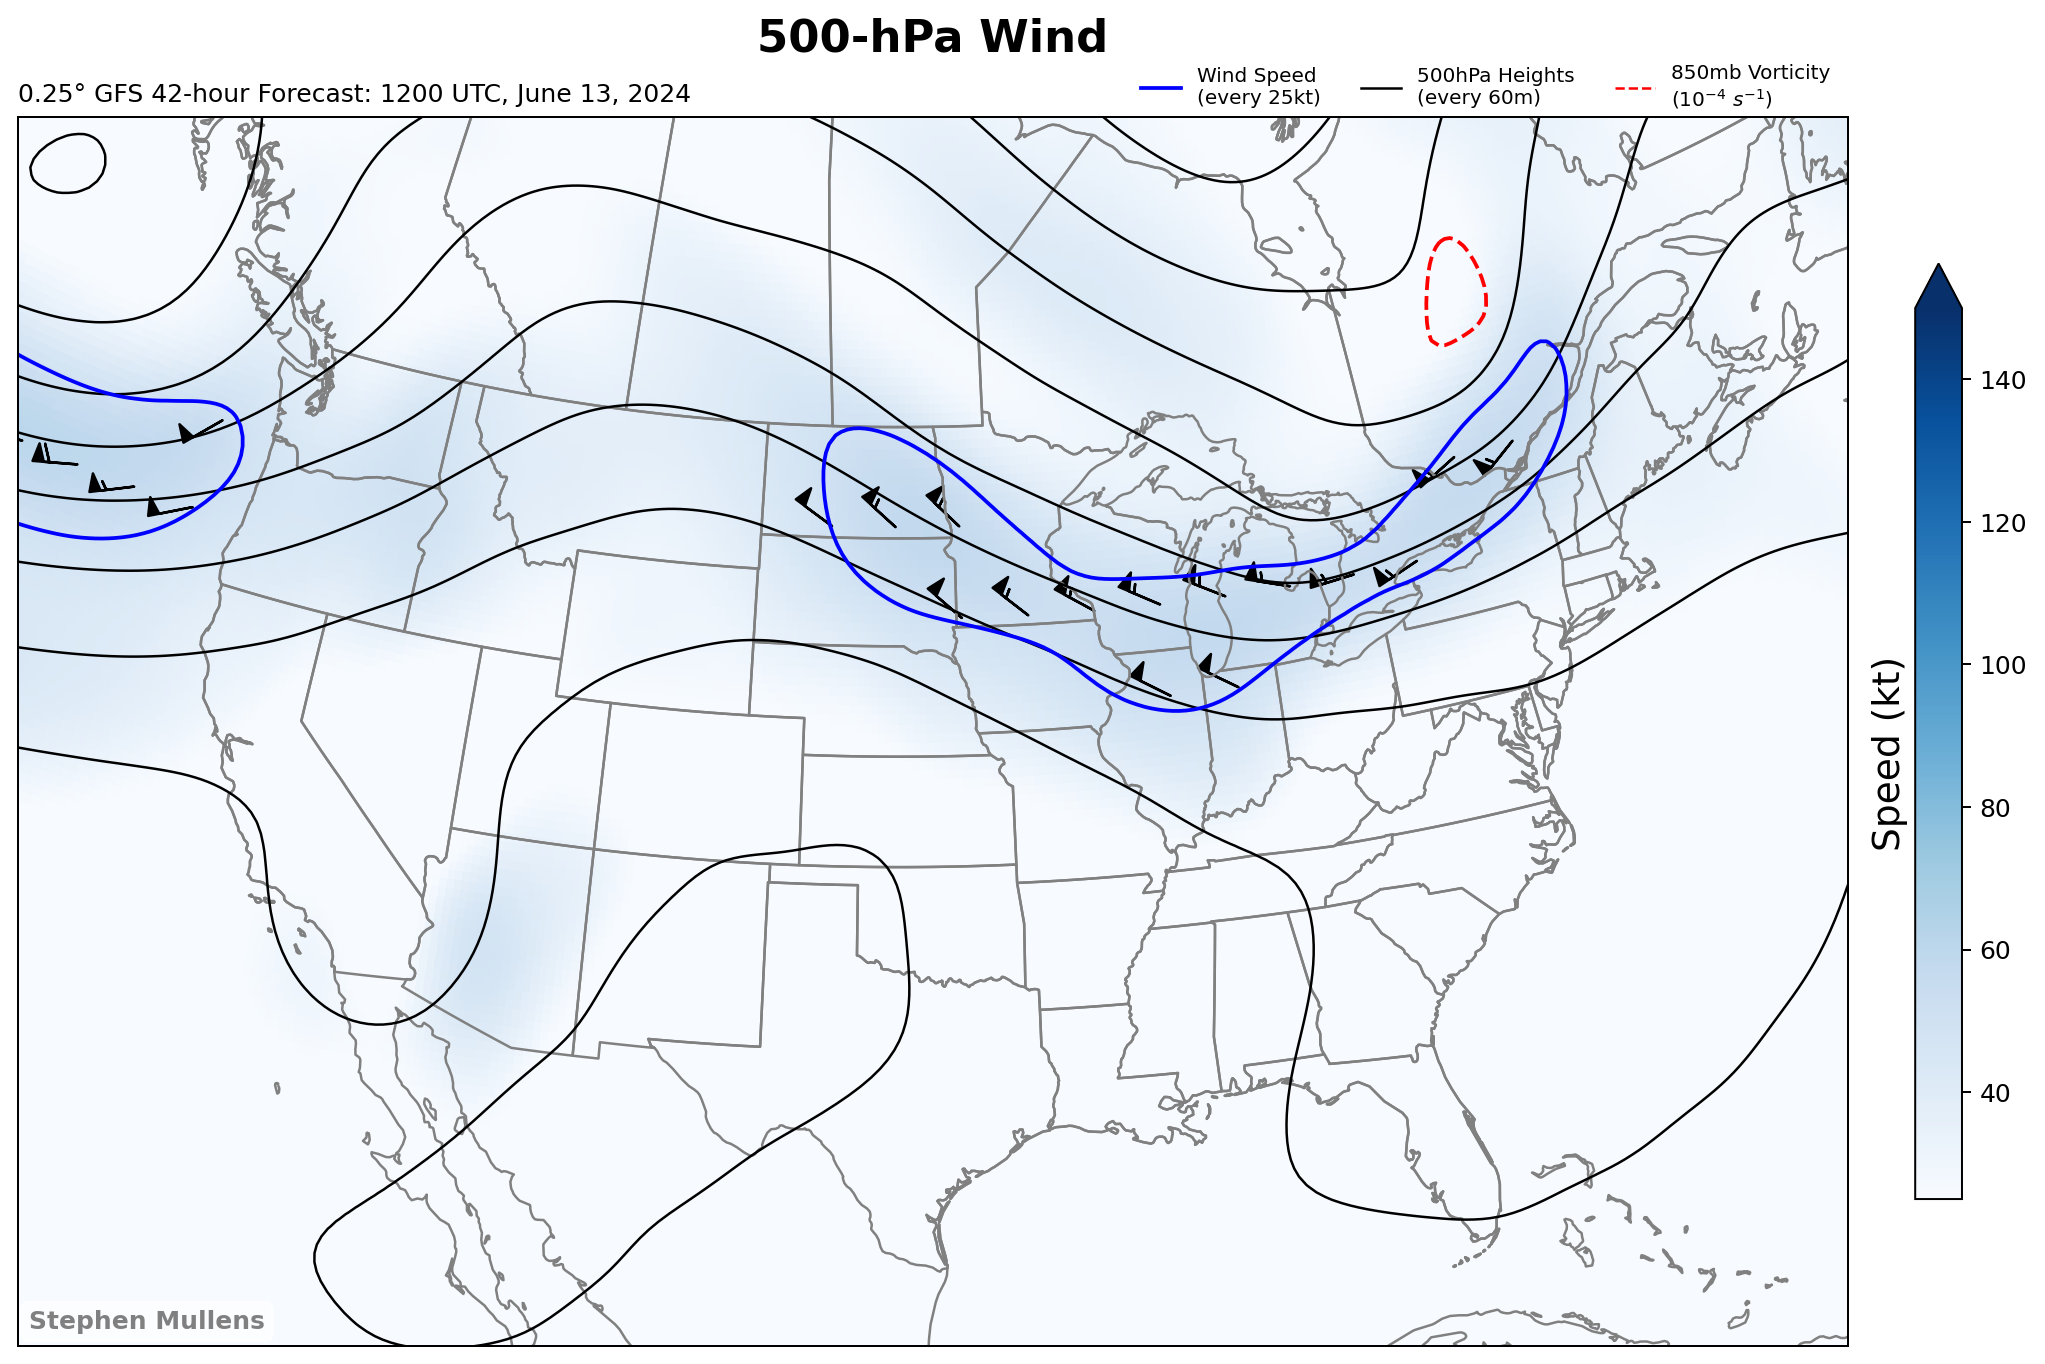 500-hPa Wind
0.25° GFS 42-hour Forecast: 1200 UTC, June 13, 2024
Wind Speed
(every 25kt)
500hPa Heights
(every 60m)
850mb Vorticity
(10⁻⁴ s⁻¹)
140
120
100
80
60
40
Speed (kt)
Stephen Mullens